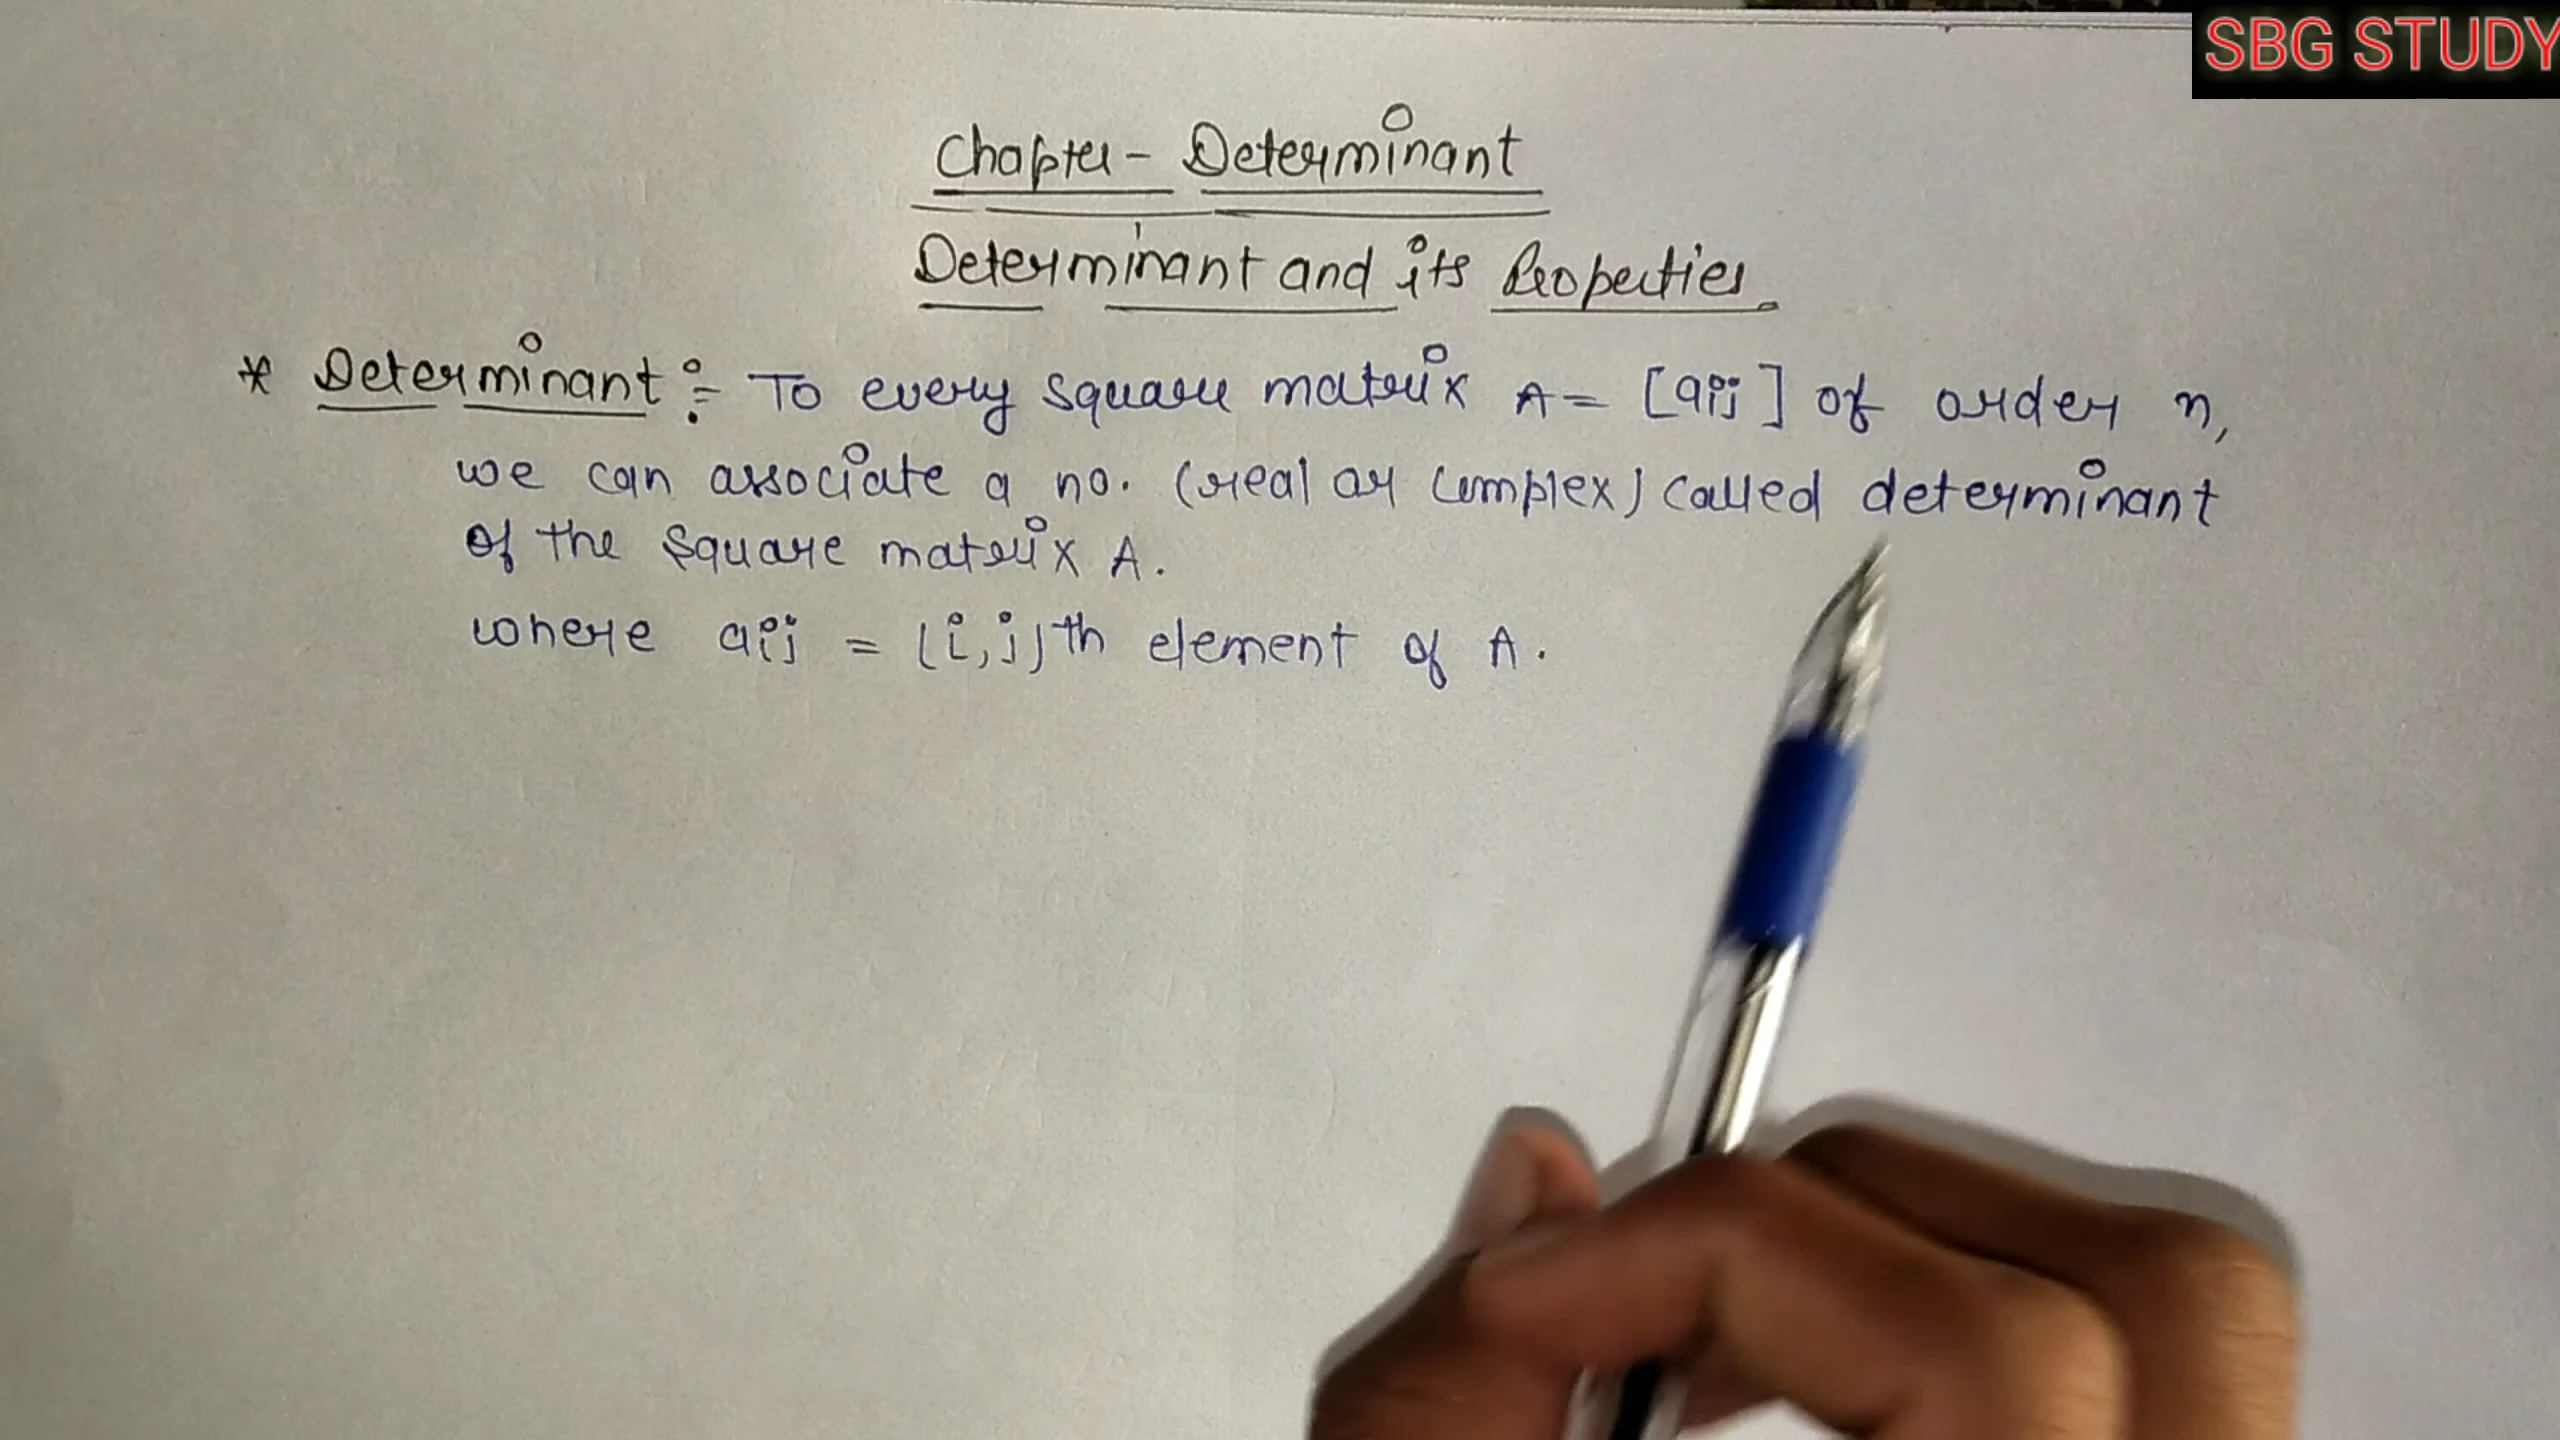 SBG STUDY
Chapter - Determinant
Determinant and its Properties.
* Determinant :- To every square matrix A = [aij] of order n,
we can associate a no. (real or complex) called determinant
of the square matrix A.
where aij = (i,j)th element of A.